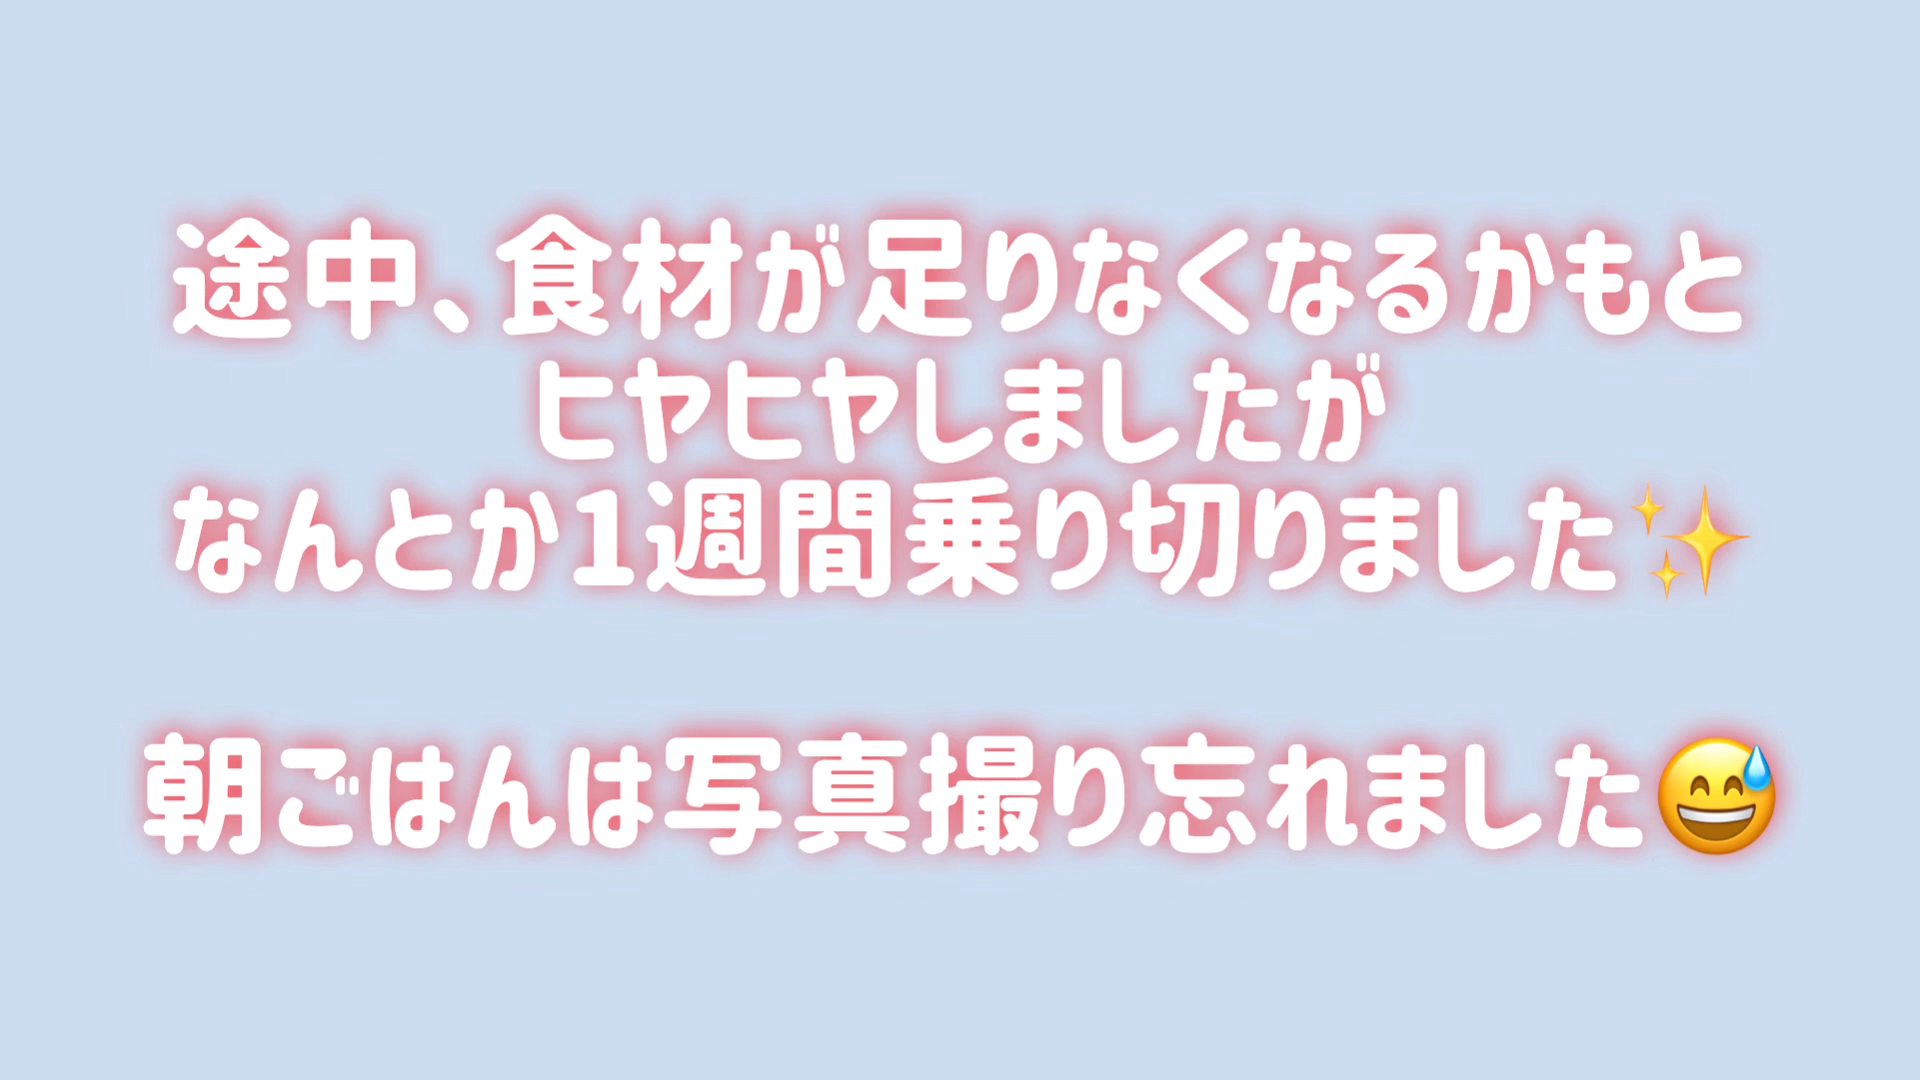 途中、食材が足りなくなるかもと
ヒヤヒヤしましたが
なんとか1週間乗り切りました✨
朝ごはんは写真撮り忘れました😅